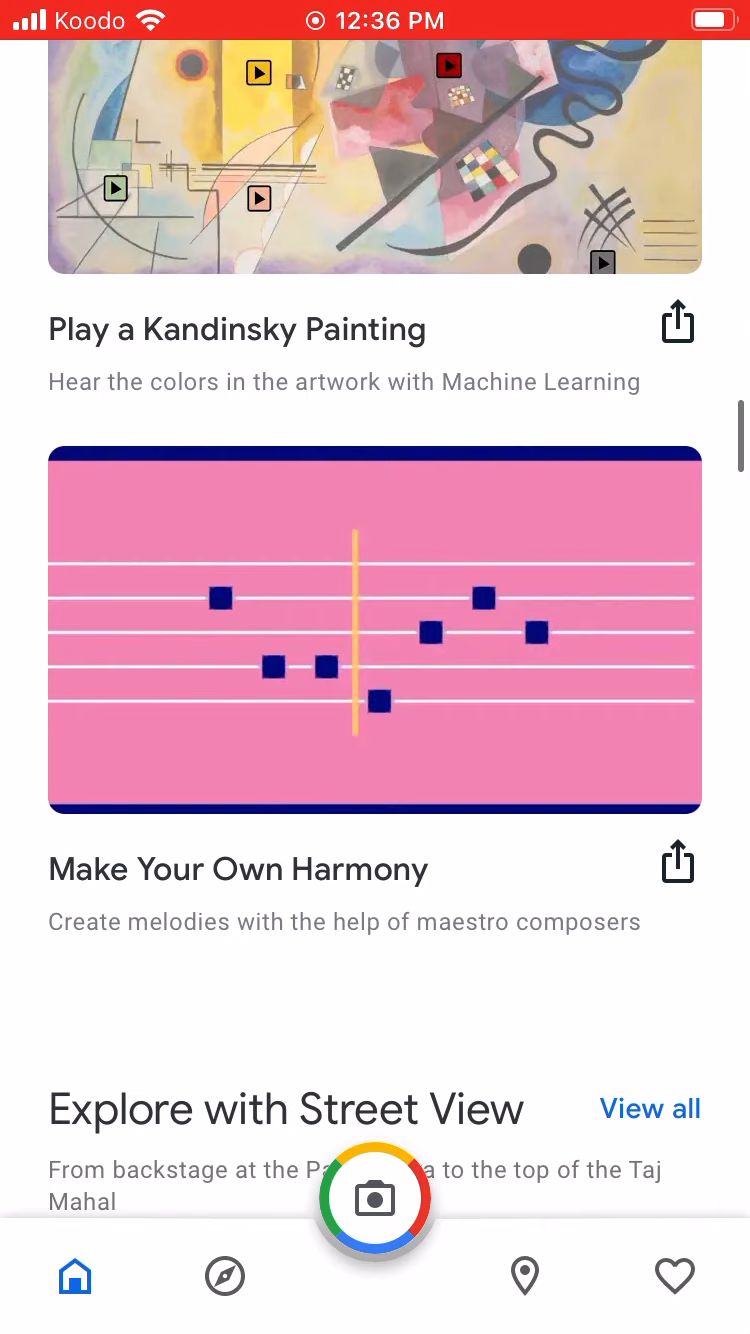 Koodo 12:36 PM
Play a Kandinsky Painting
Hear the colors in the artwork with Machine Learning
Make Your Own Harmony
Create melodies with the help of maestro composers
Explore with Street View View all
From backstage at the a to the top of the Taj
Mahal